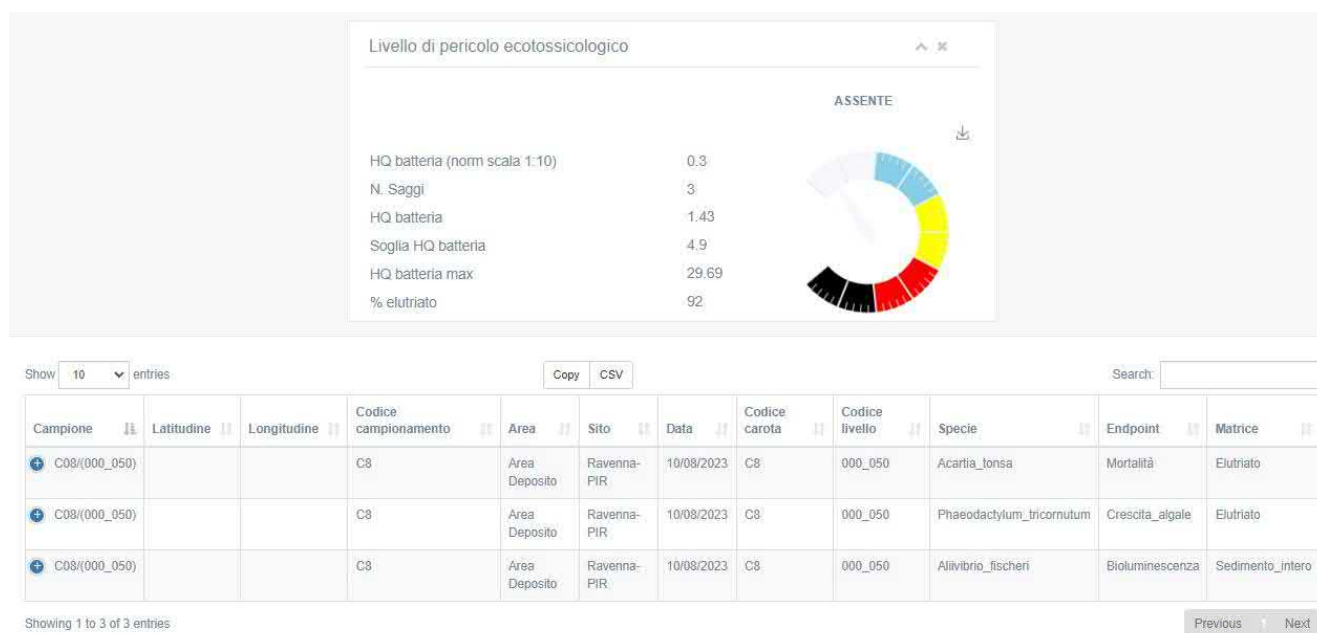 Livello di pericolo ecotossicologico
ASSENTE
HQ batteria (norm scala 1:10) 0.3
N. Saggi 3
HQ batteria 1.43
Soglia HQ batteria 4.9
HQ batteria max 29.69
% elutriato 92
Show 10 entries Copy CSV Search:
Campione Latitudine Longitudine Codice campionamento Area Sito Data Codice carota Codice livello Specie Endpoint Matrice
C08/(000_050) C8 Area Deposito Ravenna-PIR 10/08/2023 C8 000_050 Acartia_tonsa Mortalità Elutriato
C08/(000_050) C8 Area Deposito Ravenna-PIR 10/08/2023 C8 000_050 Phaeodactylum_tricornutum Crescita_algale Elutriato
C08/(000_050) C8 Area Deposito Ravenna-PIR 10/08/2023 C8 000_050 Aliivibrio_fischeri Bioluminescenza Sedimento_intero
Showing 1 to 3 of 3 entries Previous 1 Next